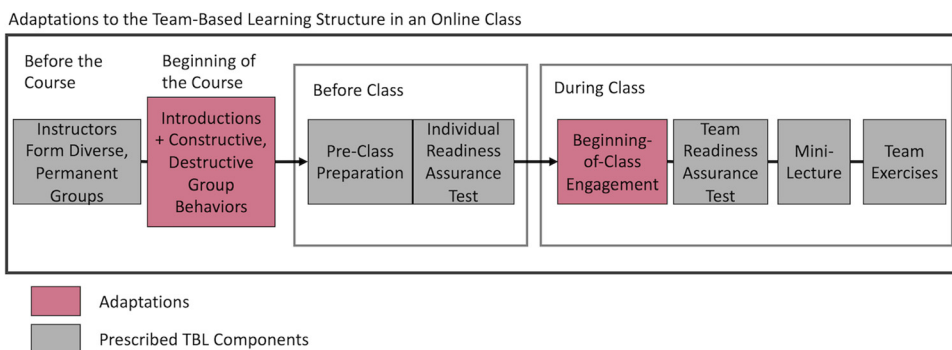 Adaptations to the Team-Based Learning Structure in an Online Class
Before the
Course
Beginning of
the Course
Before Class
During Class
Instructors
Form Diverse,
Permanent
Groups
Introductions
+ Constructive,
Destructive
Group
Behaviors
Pre-Class
Preparation
Individual
Readiness
Assurance
Test
Beginning-
of-Class
Engagement
Team
Readiness
Assurance
Test
Mini-
Lecture
Team
Exercises
Adaptations
Prescribed TBL Components